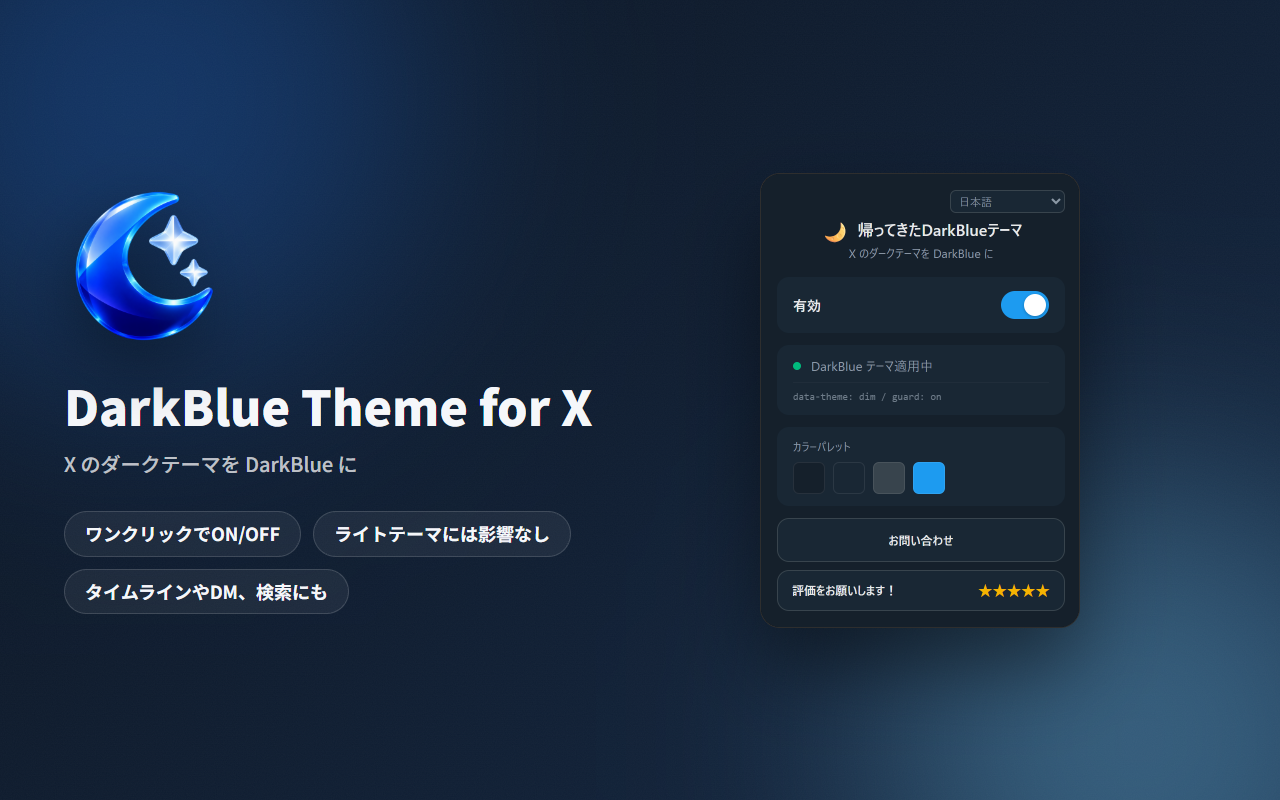 DarkBlue Theme for X
X のダークテーマを DarkBlue に
ワンクリックでON/OFF
ライトテーマには影響なし
タイムラインやDM、検索にも
日本語
帰ってきたDarkBlueテーマ
X のダークテーマを DarkBlue に
有効
DarkBlue テーマ適用中
data-theme: dim / guard: on
カラーパレット
お問い合わせ
評価をお願いします！ ★★★★★